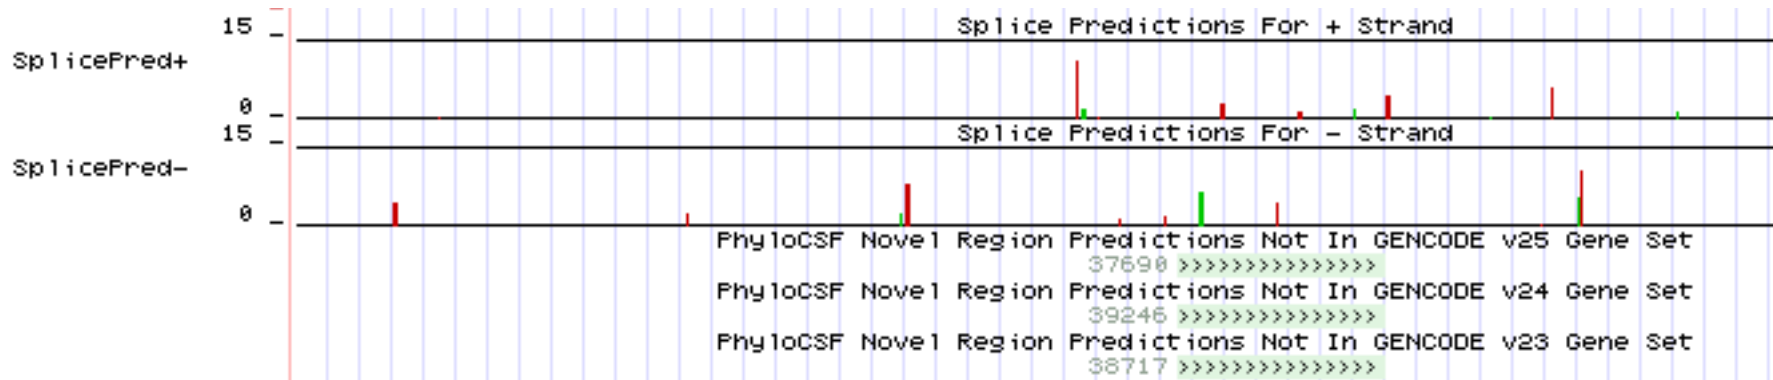 15 _ Splice Predictions For + Strand
SplicePred+
0 _
15 _ Splice Predictions For - Strand
SplicePred-
0 _
PhyloCSF Novel Region Predictions Not In GENCODE v25 Gene Set
37690 >>>>>>>>>>>>>>>
PhyloCSF Novel Region Predictions Not In GENCODE v24 Gene Set
39246 >>>>>>>>>>>>>>>
PhyloCSF Novel Region Predictions Not In GENCODE v23 Gene Set
38717 >>>>>>>>>>>>>>>